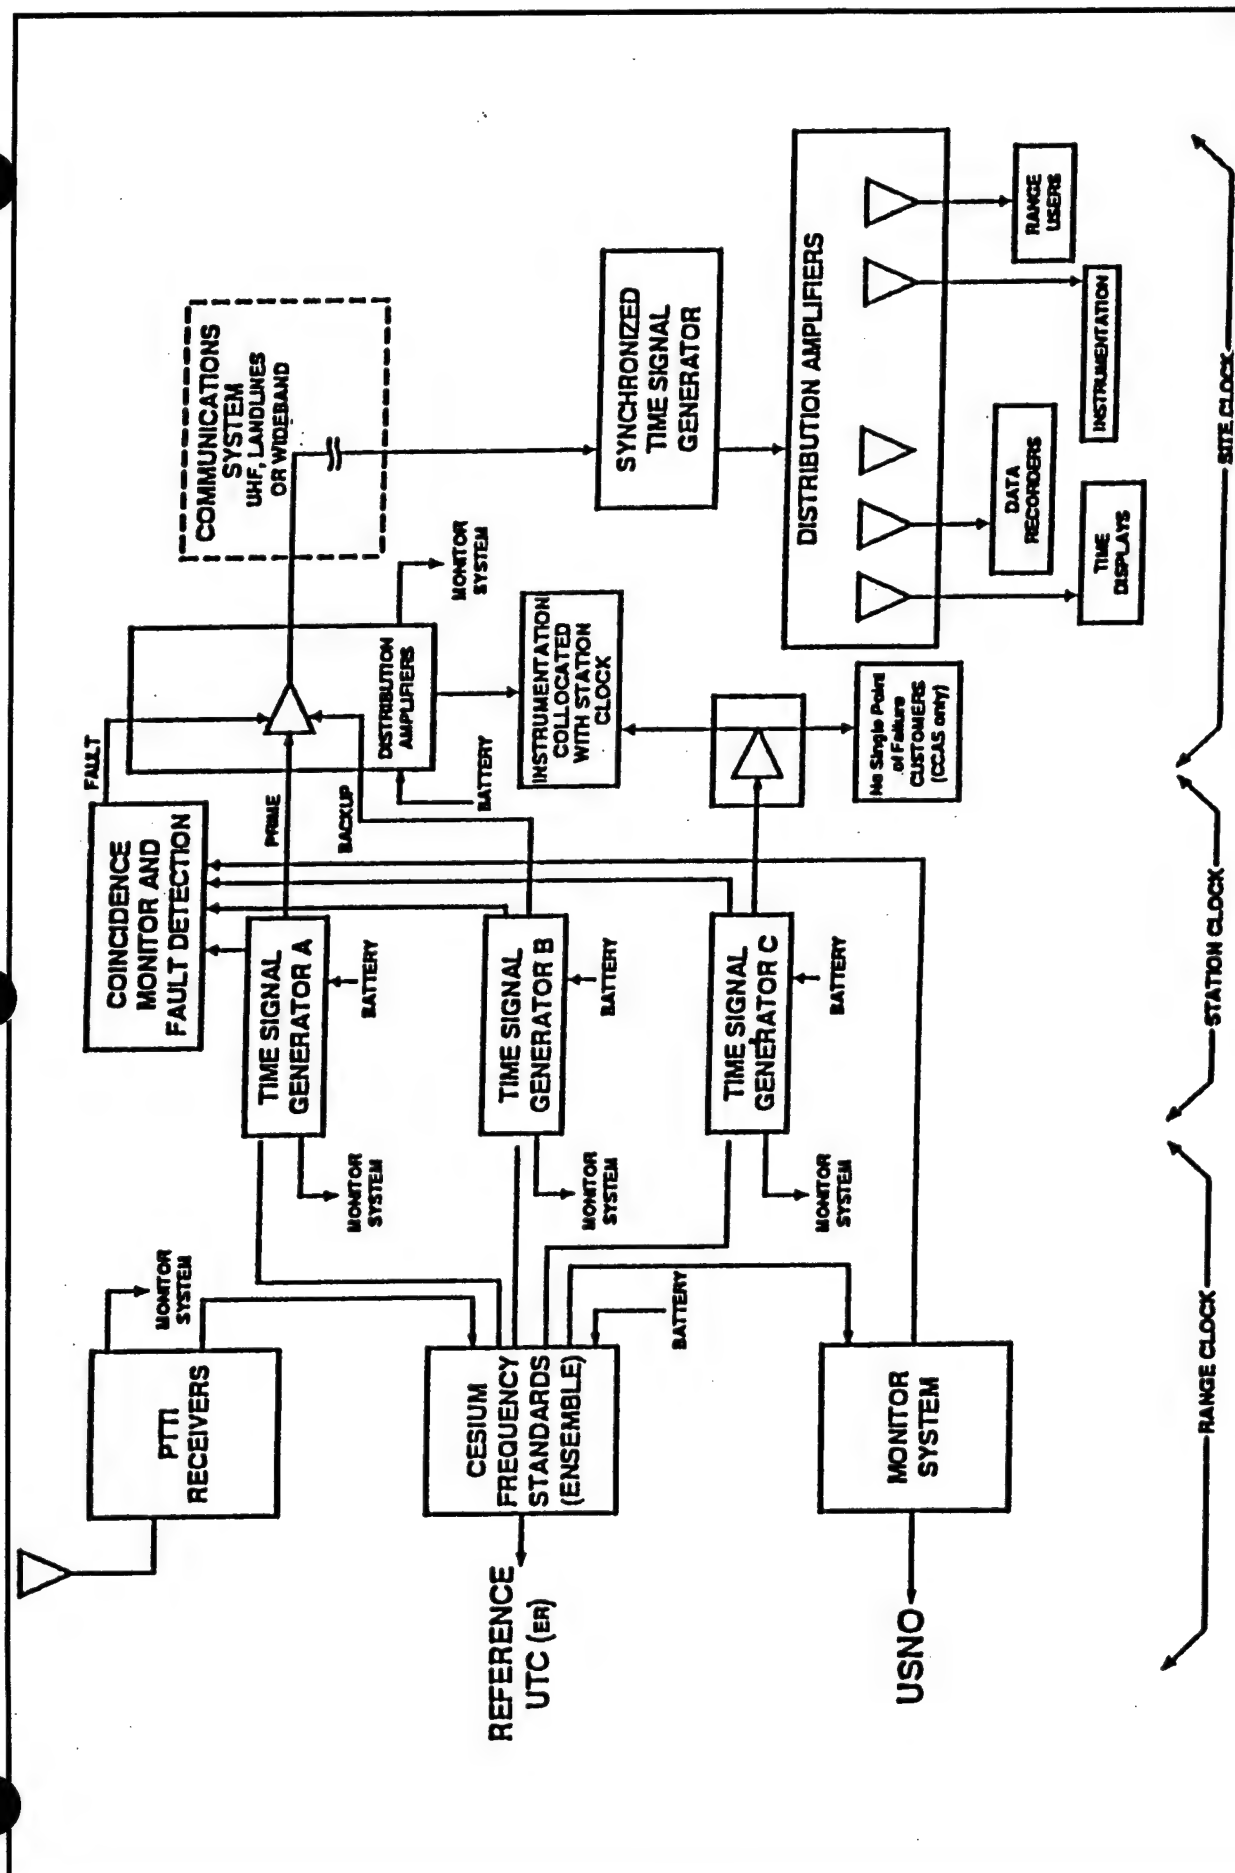 PTTI
RECEIVERS
MONITOR
SYSTEM
REFERENCE
UTC (ER)
CESIUM
FREQUENCY
STANDARDS
(ENSEMBLE)
BATTERY
USNO
MONITOR
SYSTEM
RANGE CLOCK
COINCIDENCE
MONITOR AND
FAULT DETECTION
FAULT
TIME SIGNAL
GENERATOR A
MONITOR
SYSTEM
BATTERY
PRIME
BACKUP
TIME SIGNAL
GENERATOR B
MONITOR
SYSTEM
BATTERY
TIME SIGNAL
GENERATOR C
MONITOR
SYSTEM
BATTERY
DISTRIBUTION
AMPLIFIERS
BATTERY
MONITOR
SYSTEM
INSTRUMENTATION
COLLOCATED
WITH STATION
CLOCK
No Single Point
of Failure
CUSTOMERS
(CCAS only)
STATION CLOCK
COMMUNICATIONS
SYSTEM
UHF, LANDLINES
OR WIDEBAND
SYNCHRONIZED
TIME SIGNAL
GENERATOR
DISTRIBUTION AMPLIFIERS
TIME
DISPLAYS
DATA
RECORDERS
INSTRUMENTATION
RANGE
USERS
SITE CLOCK